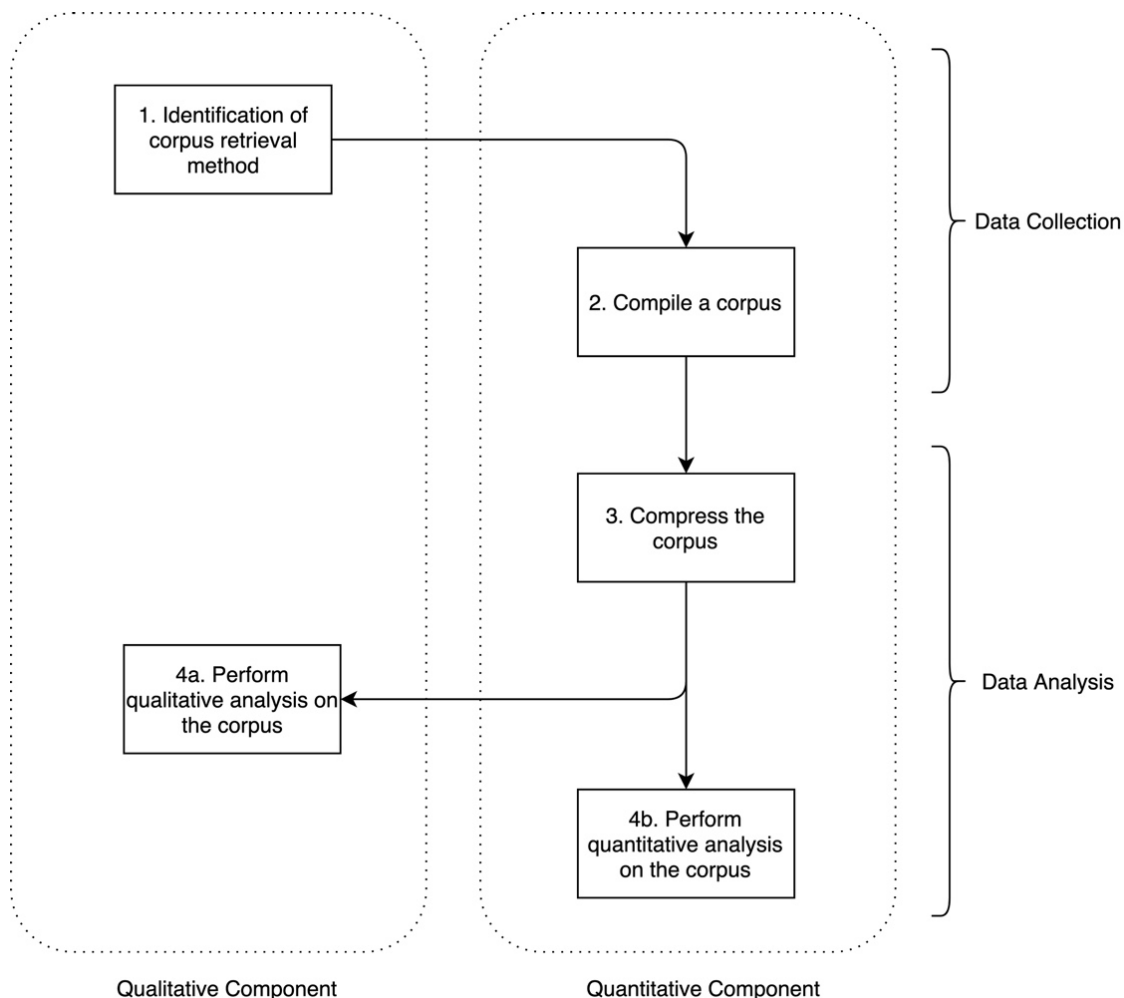 1. Identification of
corpus retrieval
method
Data Collection
2. Compile a corpus
3. Compress the
corpus
4a. Perform
qualitative analysis on
the corpus
Data Analysis
4b. Perform
quantitative analysis
on the corpus
Qualitative Component
Quantitative Component